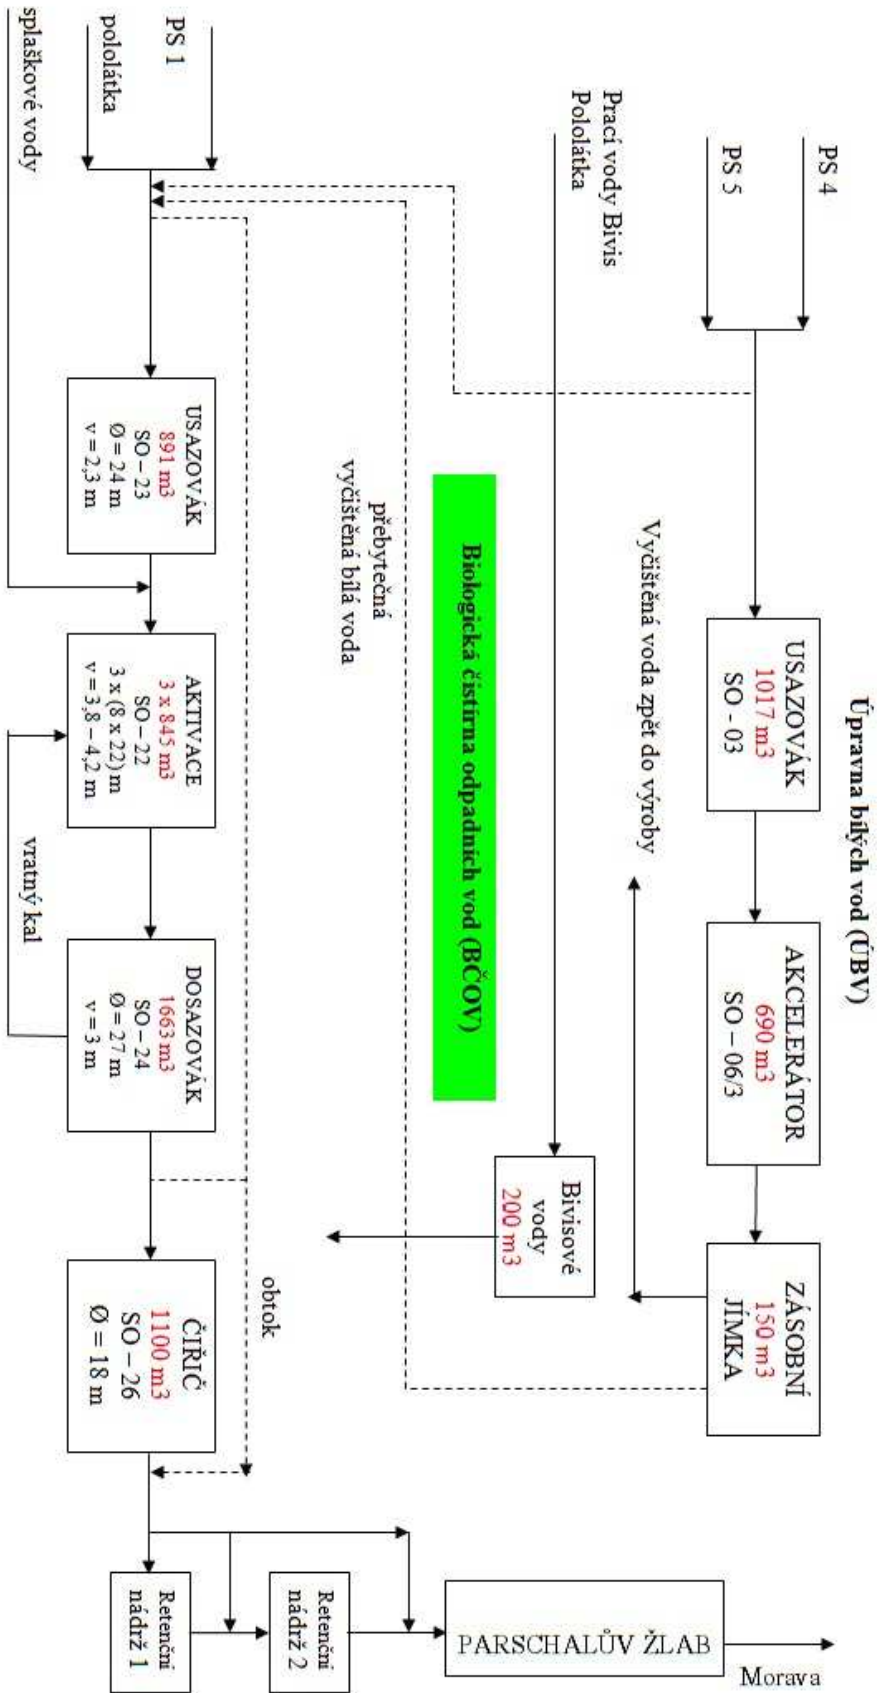 Úpravna bílých vod (ÚBV)
PS 4
PS 5
USAZOVÁK
1017 m3
SO - 03
AKCELERÁTOR
690 m3
SO – 06/3
ZÁSOBNÍ
150 m3
JÍMKA
Vyčištěná voda zpět do výroby
Prací vody Bivis
Pololátka
Bivisové
vody
200 m3
Biologická čistírna odpadních vod (BČOV)
přebytečná
vyčištěná bílá voda
obtok
PS 1
pololátka
splaškové vody
USAZOVÁK
891 m3
SO – 23
Ø = 24 m
v = 2,3 m
AKTIVACE
3 x 845 m3
SO – 22
3 x (8 x 22) m
v = 3,8 – 4,2 m
DOSAZOVÁK
1663 m3
SO – 24
Ø = 27 m
v = 3 m
vratný kal
ČIŘIČ
1100 m3
SO – 26
Ø = 18 m
Retenční
nádrž 1
Retenční
nádrž 2
PARSCHALŮV ŽLAB
Morava